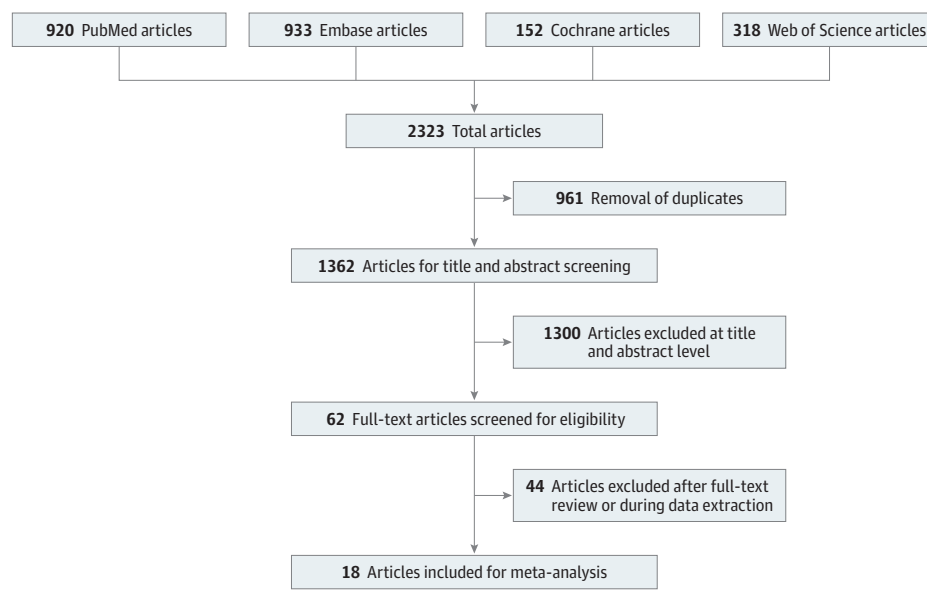 920 PubMed articles
933 Embase articles
152 Cochrane articles
318 Web of Science articles
2323 Total articles
961 Removal of duplicates
1362 Articles for title and abstract screening
1300 Articles excluded at title
and abstract level
62 Full-text articles screened for eligibility
44 Articles excluded after full-text
review or during data extraction
18 Articles included for meta-analysis